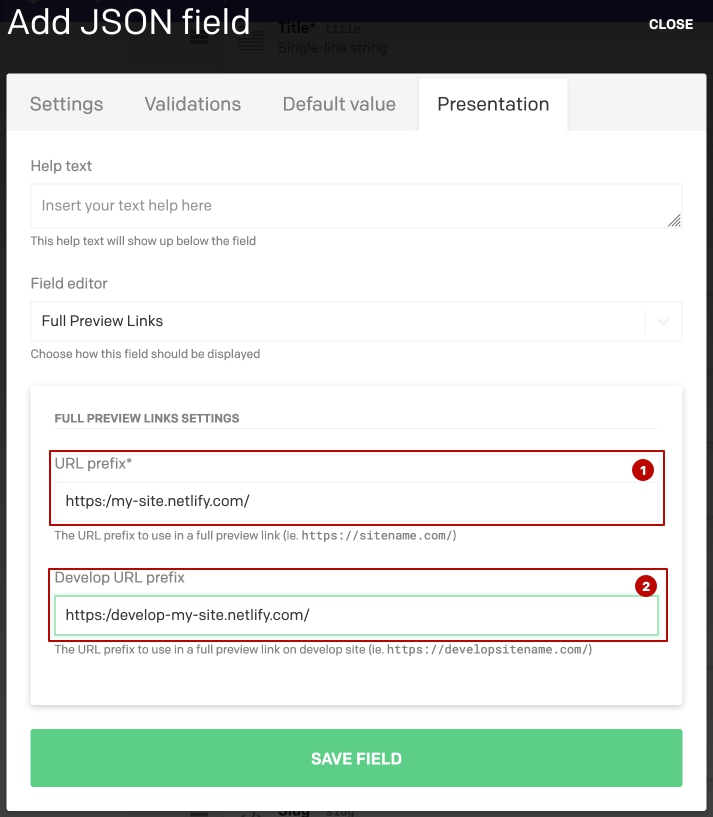 Add JSON field
CLOSE
Title* title
Single-line string
Settings
Validations
Default value
Presentation
Help text
Insert your text help here
This help text will show up below the field
Field editor
Full Preview Links
Choose how this field should be displayed
FULL PREVIEW LINKS SETTINGS
URL prefix*
1
https:/my-site.netlify.com/
The URL prefix to use in a full preview link (ie. https://sitename.com/)
Develop URL prefix
2
https:/develop-my-site.netlify.com/
The URL prefix to use in a full preview link on develop site (ie. https://developsitename.com/)
SAVE FIELD
Slug slug